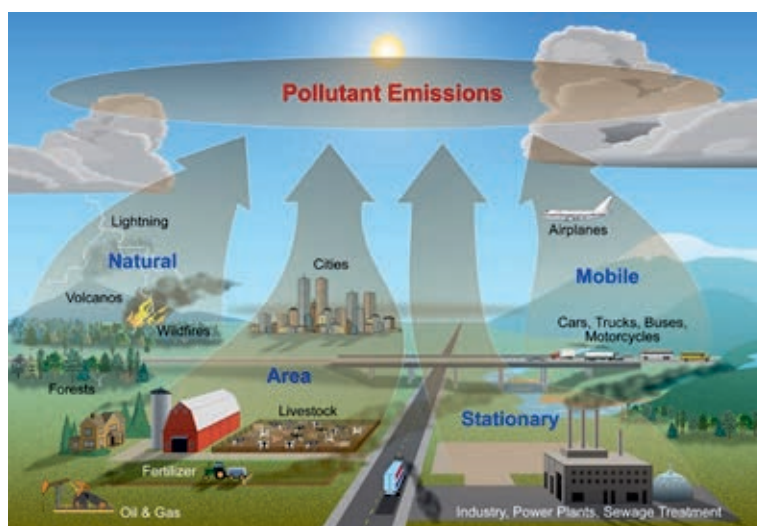 Pollutant Emissions
Lightning
Natural
Volcanos
Wildfires
Forests
Cities
Area
Livestock
Fertilizer
Oil & Gas
Airplanes
Mobile
Cars, Trucks, Buses,
Motorcycles
Stationary
Industry, Power Plants, Sewage Treatment